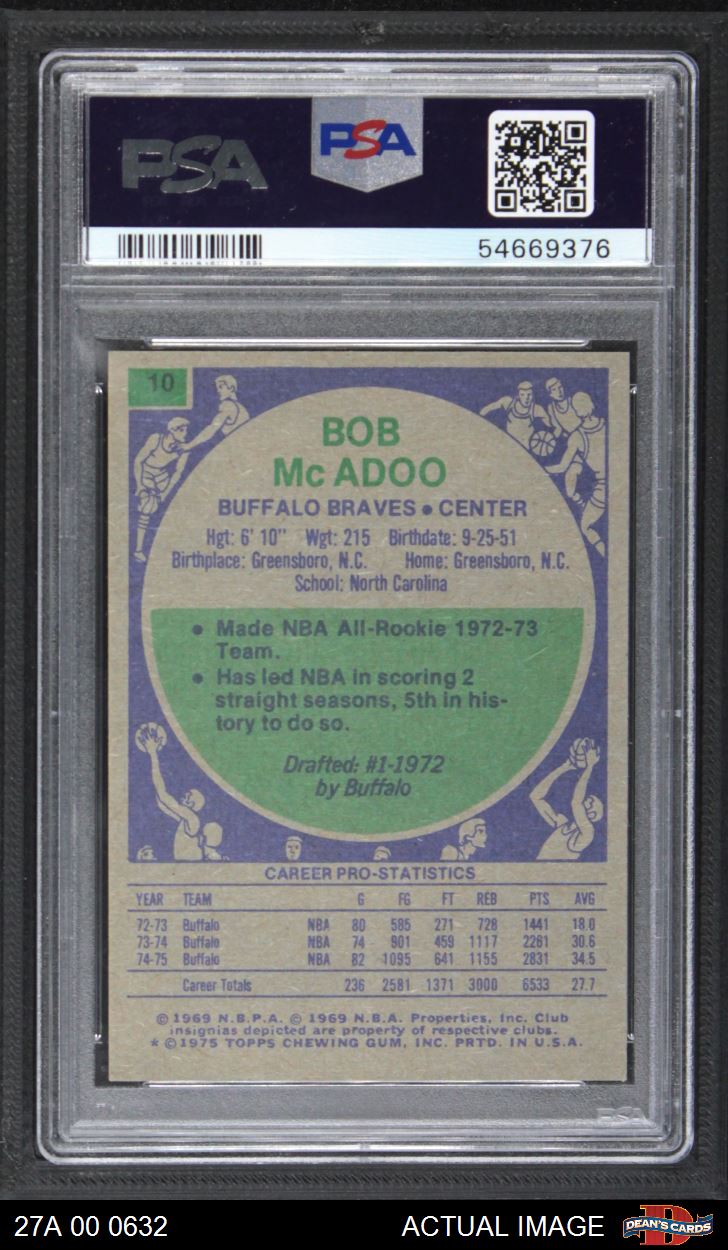 PSA
PSA
54669376
10
BOB
Mc ADOO
BUFFALO BRAVES • CENTER
Hgt: 6' 10" Wgt: 215 Birthdate: 9-25-51
Birthplace: Greensboro, N.C. Home: Greensboro, N.C.
School: North Carolina
• Made NBA All-Rookie 1972-73
Team.
• Has led NBA in scoring 2
straight seasons, 5th in his-
tory to do so.
Drafted: #1-1972
by Buffalo
CAREER PRO-STATISTICS
YEAR TEAM G FG FT REB PTS AVG
72-73 Buffalo NBA 80 585 271 728 1441 18.0
73-74 Buffalo NBA 74 901 459 1117 2261 30.6
74-75 Buffalo NBA 82 1095 641 1155 2831 34.5
Career Totals 236 2581 1371 3000 6533 27.7
© 1969 N.B.P.A. © 1969 N.B.A. Properties, Inc. Club
insignias depicted are property of respective clubs.
* © 1975 TOPPS CHEWING GUM, INC. PRTD. IN U.S.A.
PSA
27A 00 0632 ACTUAL IMAGE DEAN'S CARDS